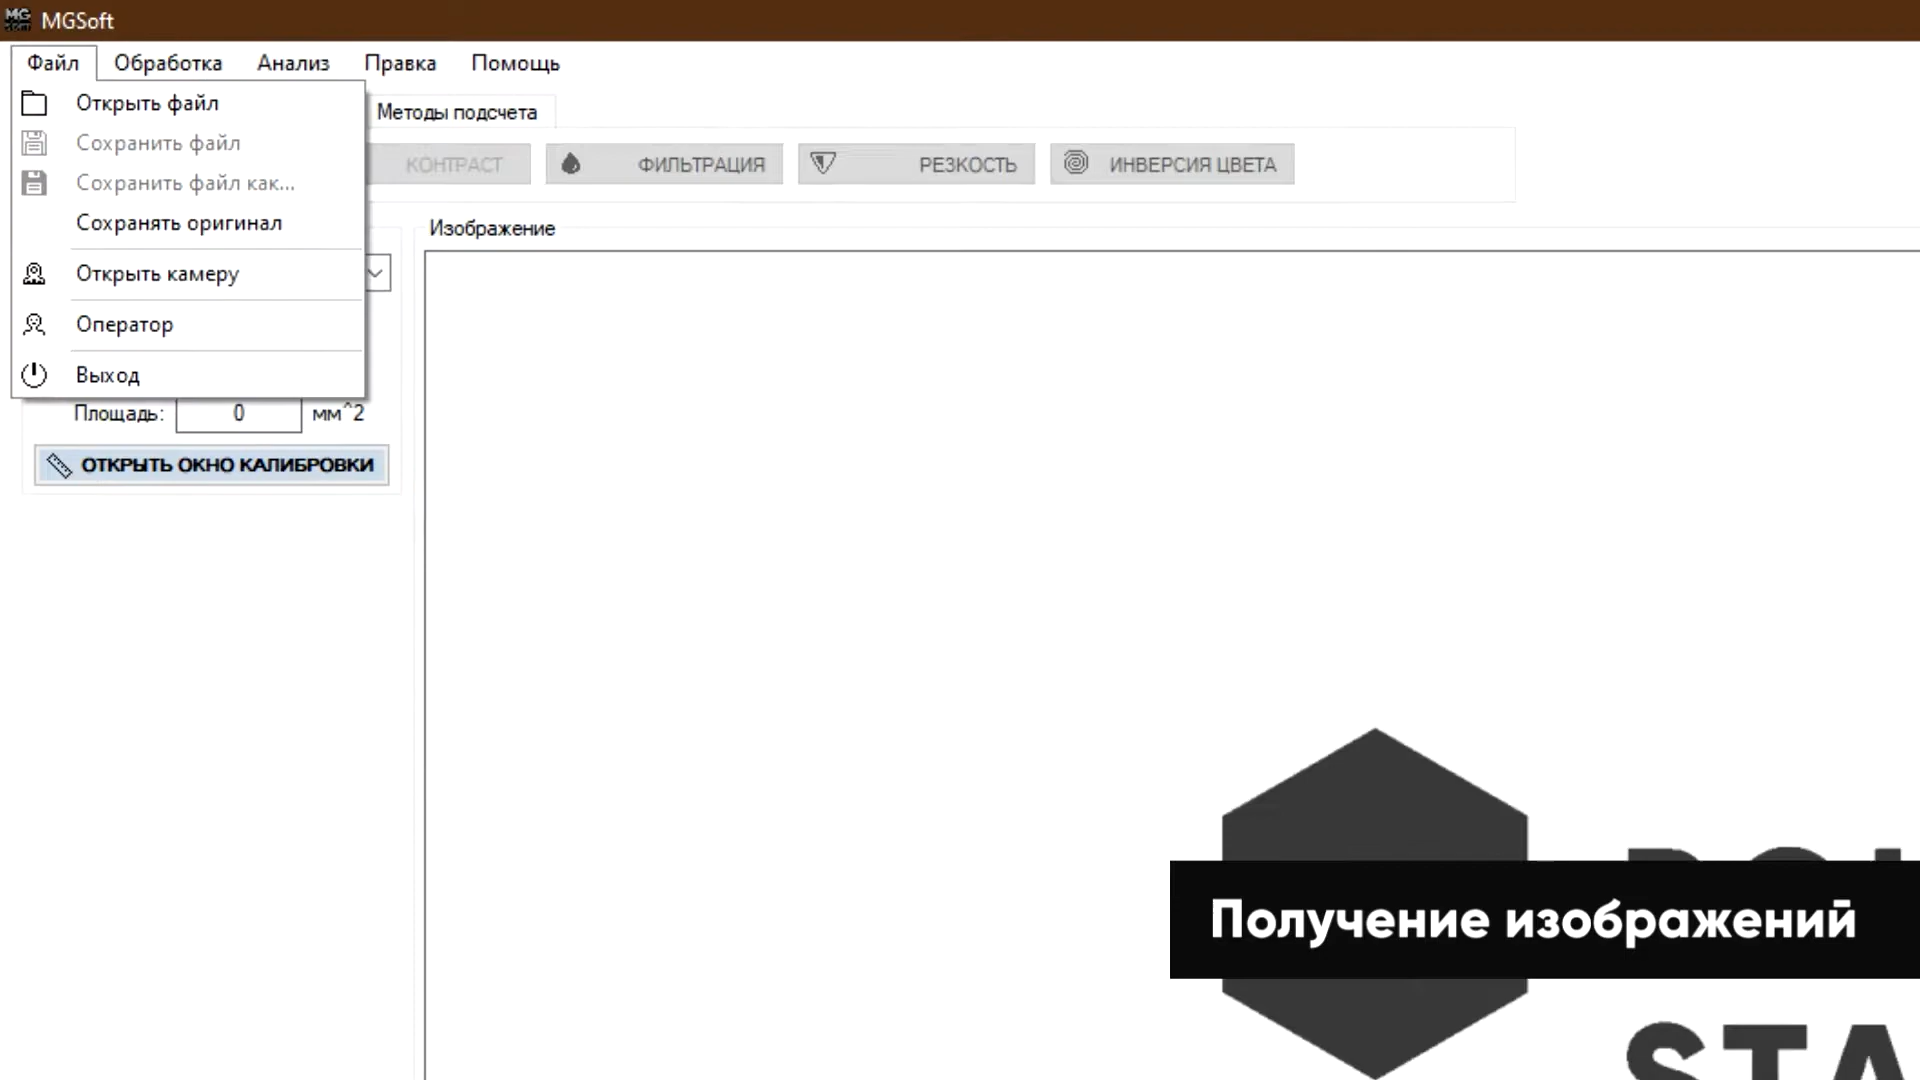 MGSoft
Файл Обработка Анализ Правка Помощь
Открыть файл
Сохранить файл
Сохранить файл как...
Сохранять оригинал
Открыть камеру
Оператор
Выход
Методы подсчета
КОНТРАСТ ФИЛЬТРАЦИЯ РЕЗКОСТЬ ИНВЕРСИЯ ЦВЕТА
Изображение
Площадь: 0 мм^2
ОТКРЫТЬ ОКНО КАЛИБРОВКИ
Получение изображений
STA